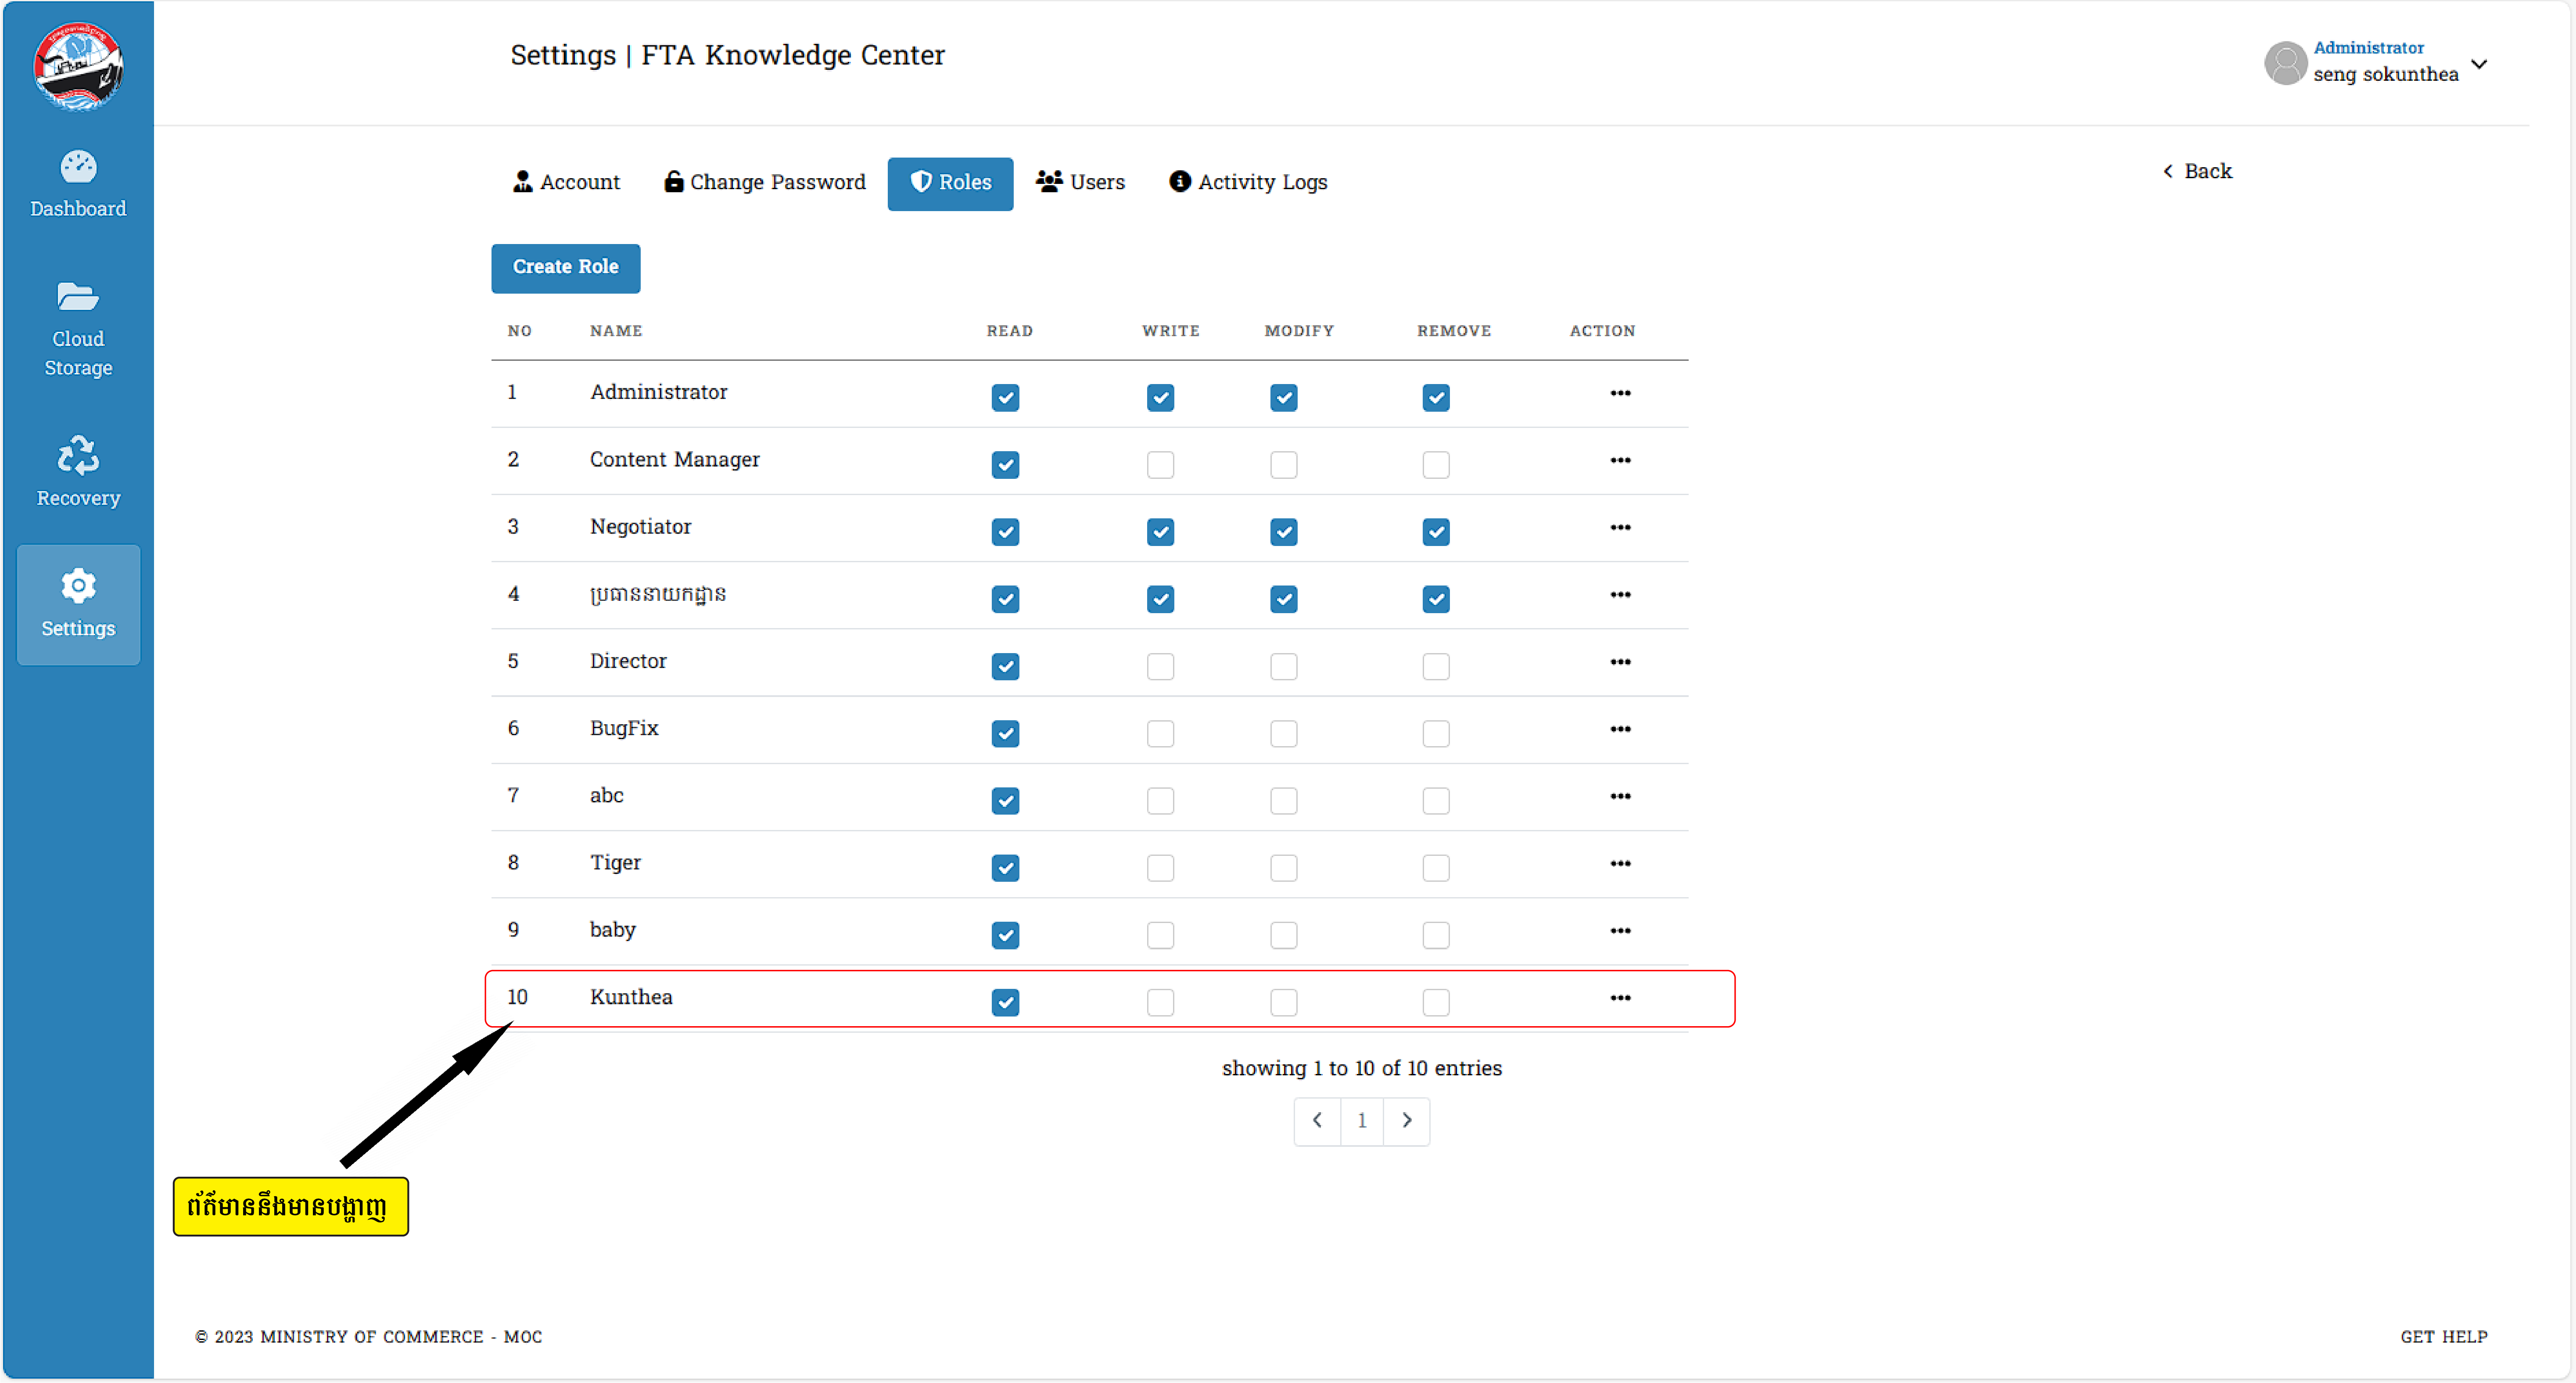 Settings | FTA Knowledge Center
Administrator
seng sokunthea
Dashboard
Cloud
Storage
Recovery
Settings
Account Change Password Roles Users Activity Logs
Back
Create Role
NO NAME READ WRITE MODIFY REMOVE ACTION
1 Administrator
2 Content Manager
3 Negotiator
4 ប្រធាននាយកដ្ឋាន
5 Director
6 BugFix
7 abc
8 Tiger
9 baby
10 Kunthea
showing 1 to 10 of 10 entries
1
ព័ត៌មាននឹងមានបង្ហាញ
© 2023 MINISTRY OF COMMERCE - MOC
GET HELP